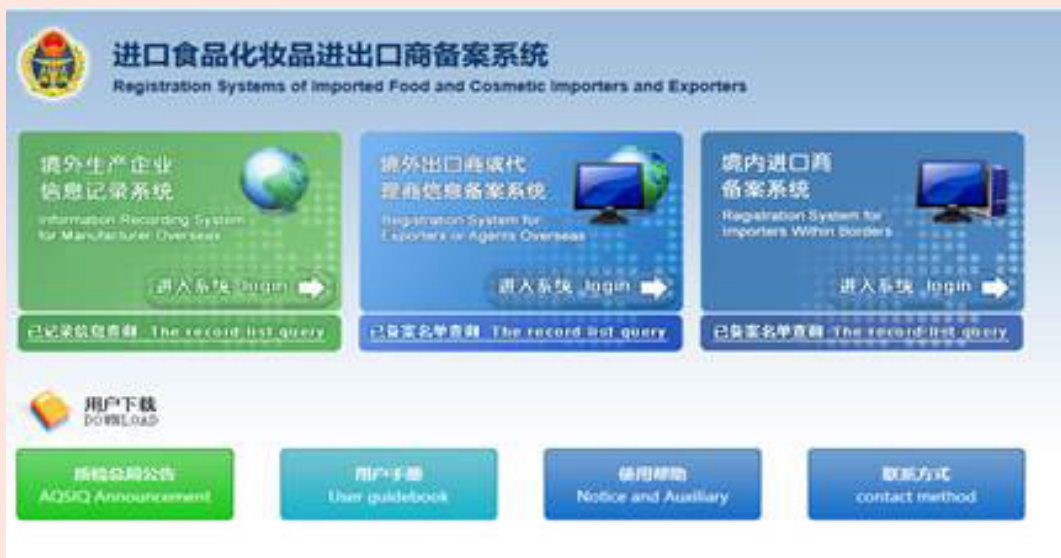 进口食品化妆品进出口商备案系统
Registration Systems of Imported Food and Cosmetic Importers and Exporters
境外生产企业
信息记录系统
Information Recording System
for Manufacturer Overseas
进入系统 login
已记录信息查询 The record list query
境外出口商或代
理商信息备案系统
Registration System for
Exporters or Agents Overseas
进入系统 login
已备案名单查询 The record list query
境内进口商
备案系统
Registration System for
Importers Within Borders
进入系统 login
已备案名单查询 The record list query
用户下载
DOWNLOAD
质检总局公告
AQSIQ Announcement
用户手册
User guidebook
使用帮助
Notice and Auxiliary
联系方式
contact method